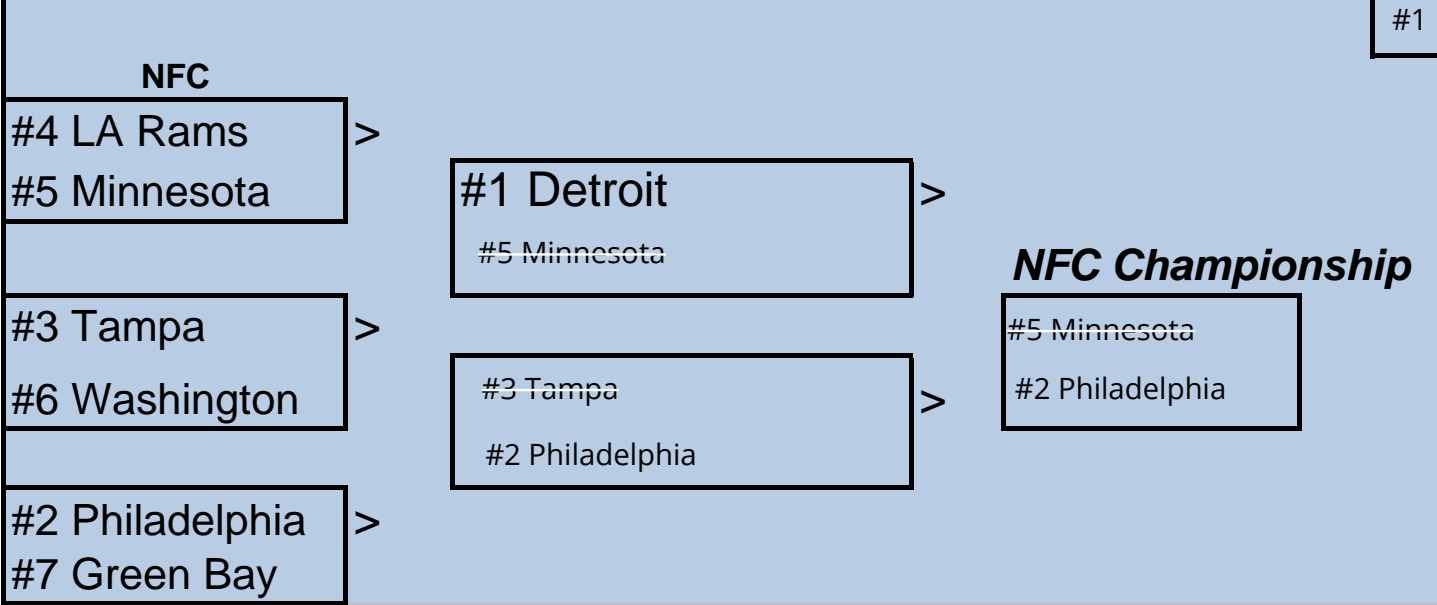 #1
NFC
#4 LA Rams >
#5 Minnesota
#1 Detroit >
#5 Minnesota
NFC Championship
#3 Tampa >
#6 Washington
#3 Tampa >
#2 Philadelphia
#5 Minnesota
#2 Philadelphia
#2 Philadelphia >
#7 Green Bay